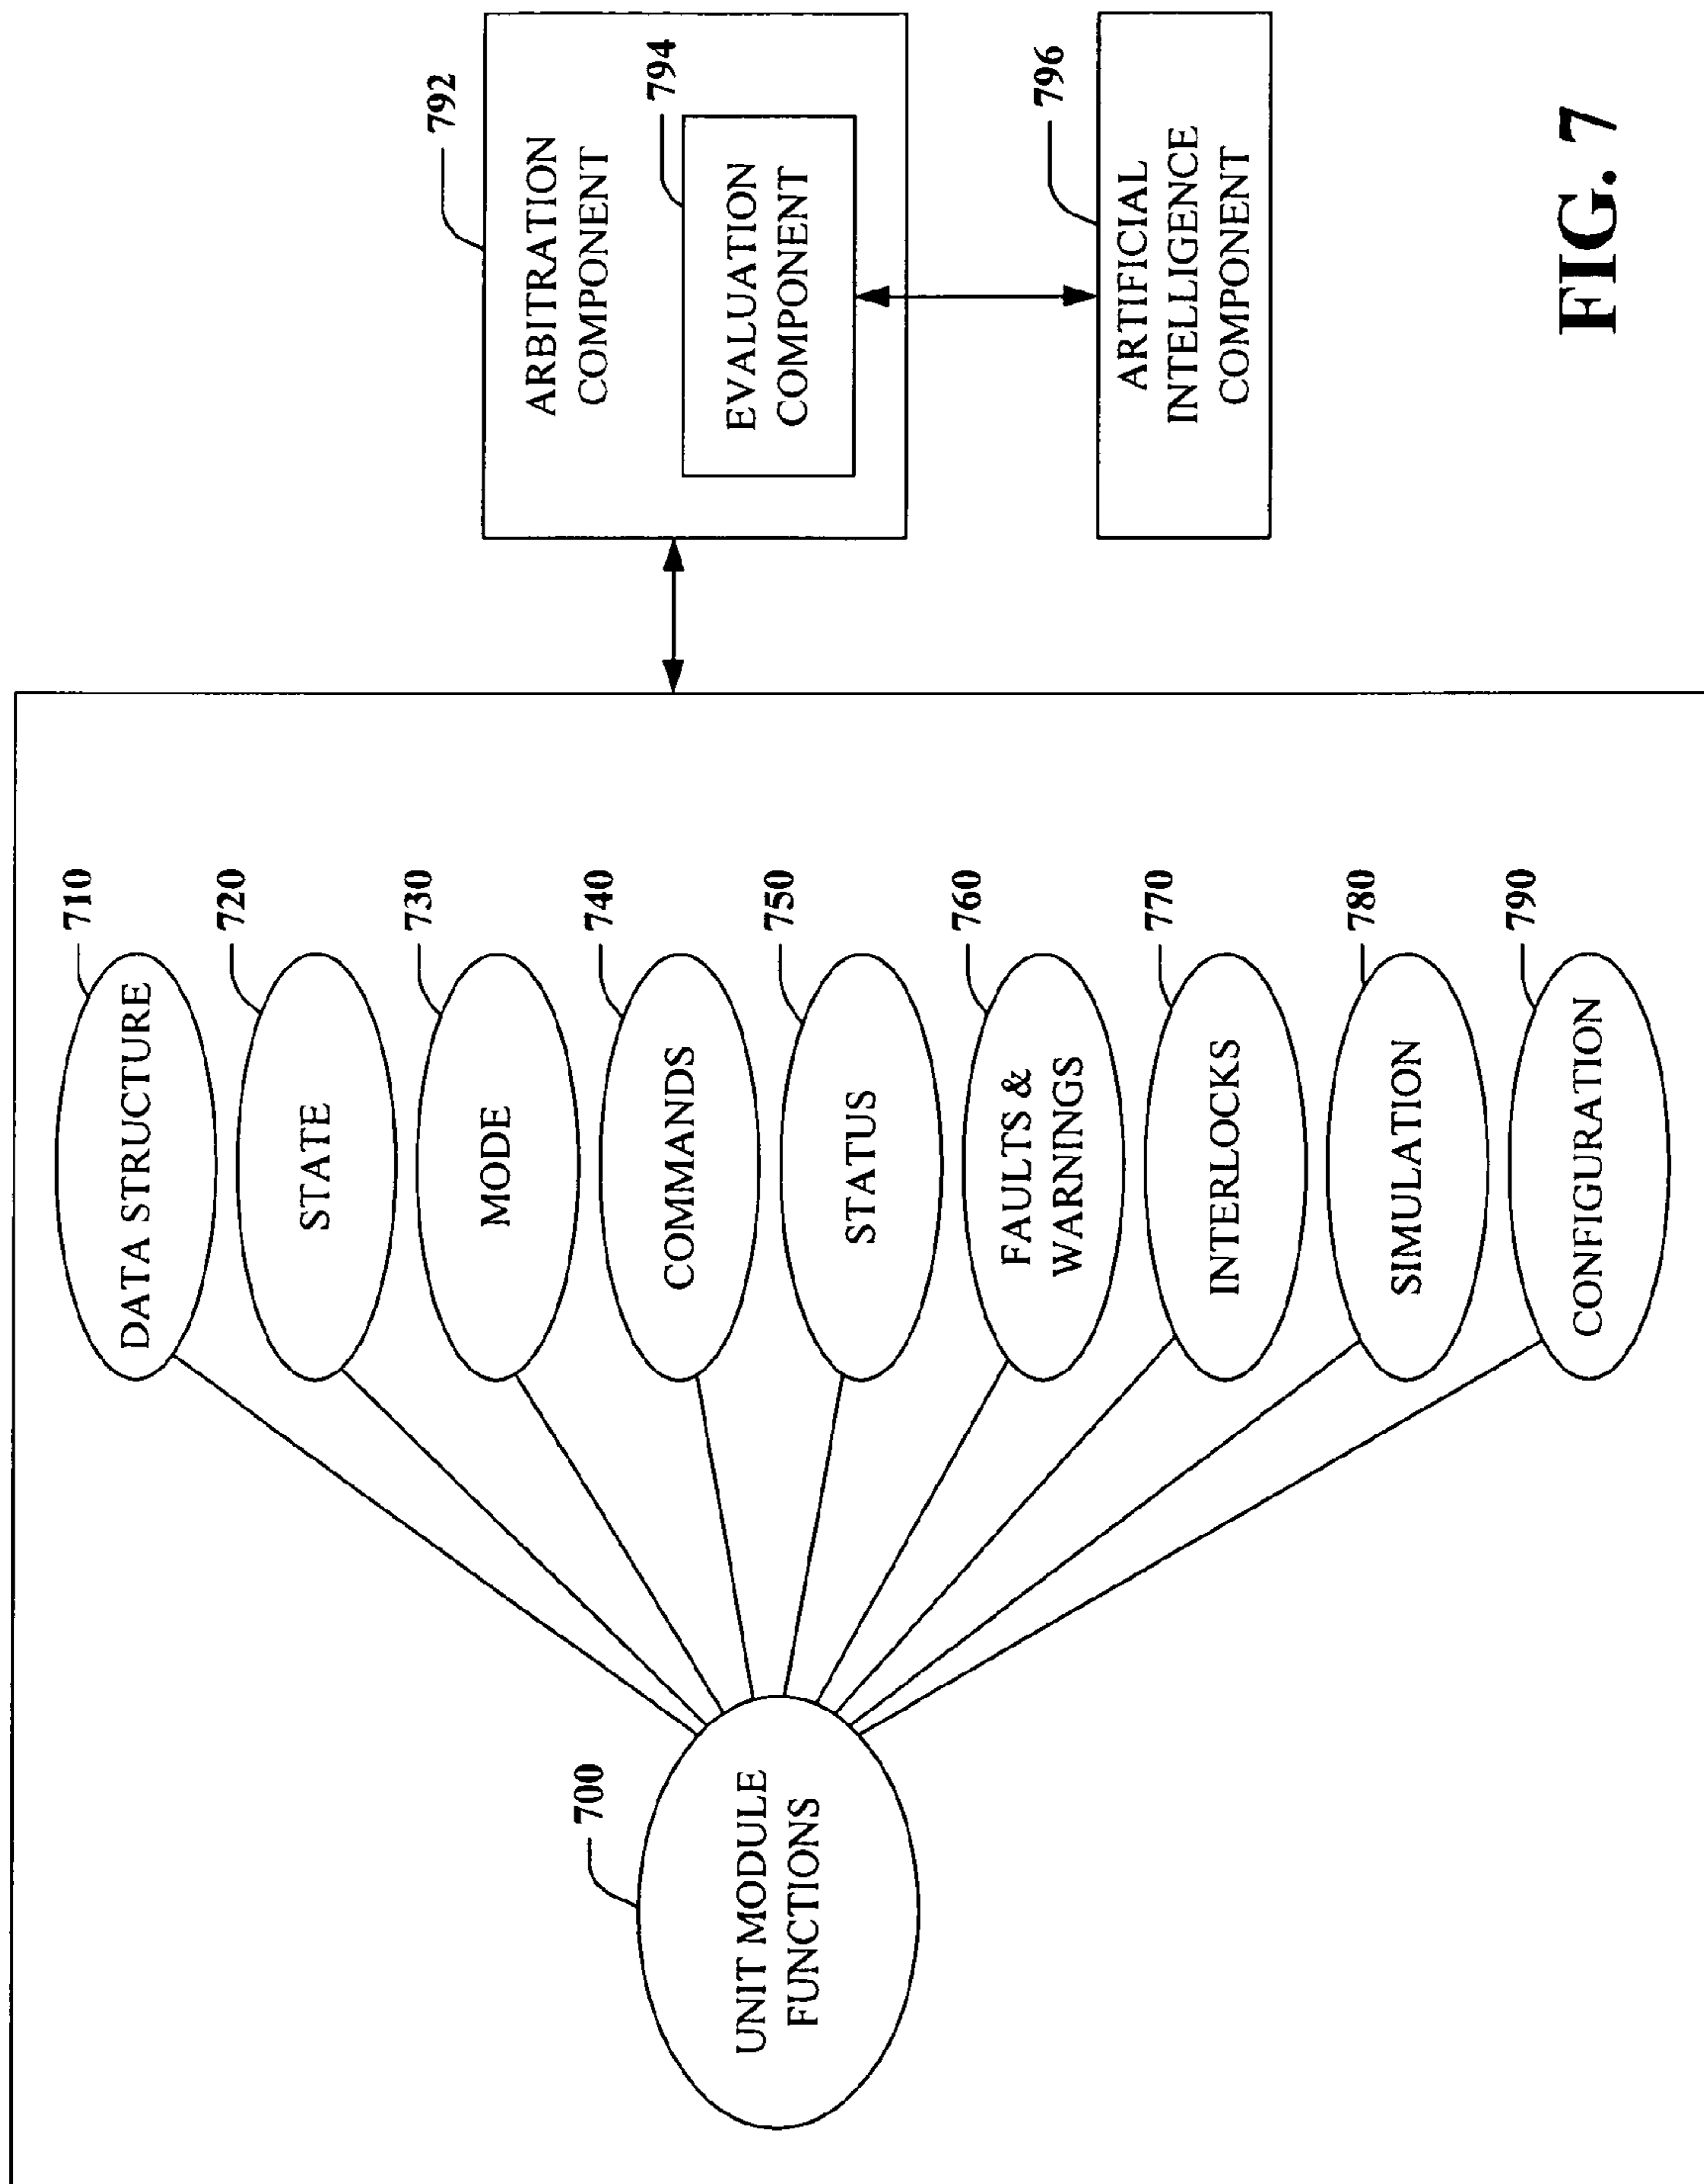 700
UNIT MODULE
FUNCTIONS
710
DATA STRUCTURE
720
STATE
730
MODE
740
COMMANDS
750
STATUS
760
FAULTS &
WARNINGS
770
INTERLOCKS
780
SIMULATION
790
CONFIGURATION
792
ARBITRATION
COMPONENT
794
EVALUATION
COMPONENT
796
ARTIFICIAL
INTELLIGENCE
COMPONENT
FIG. 7